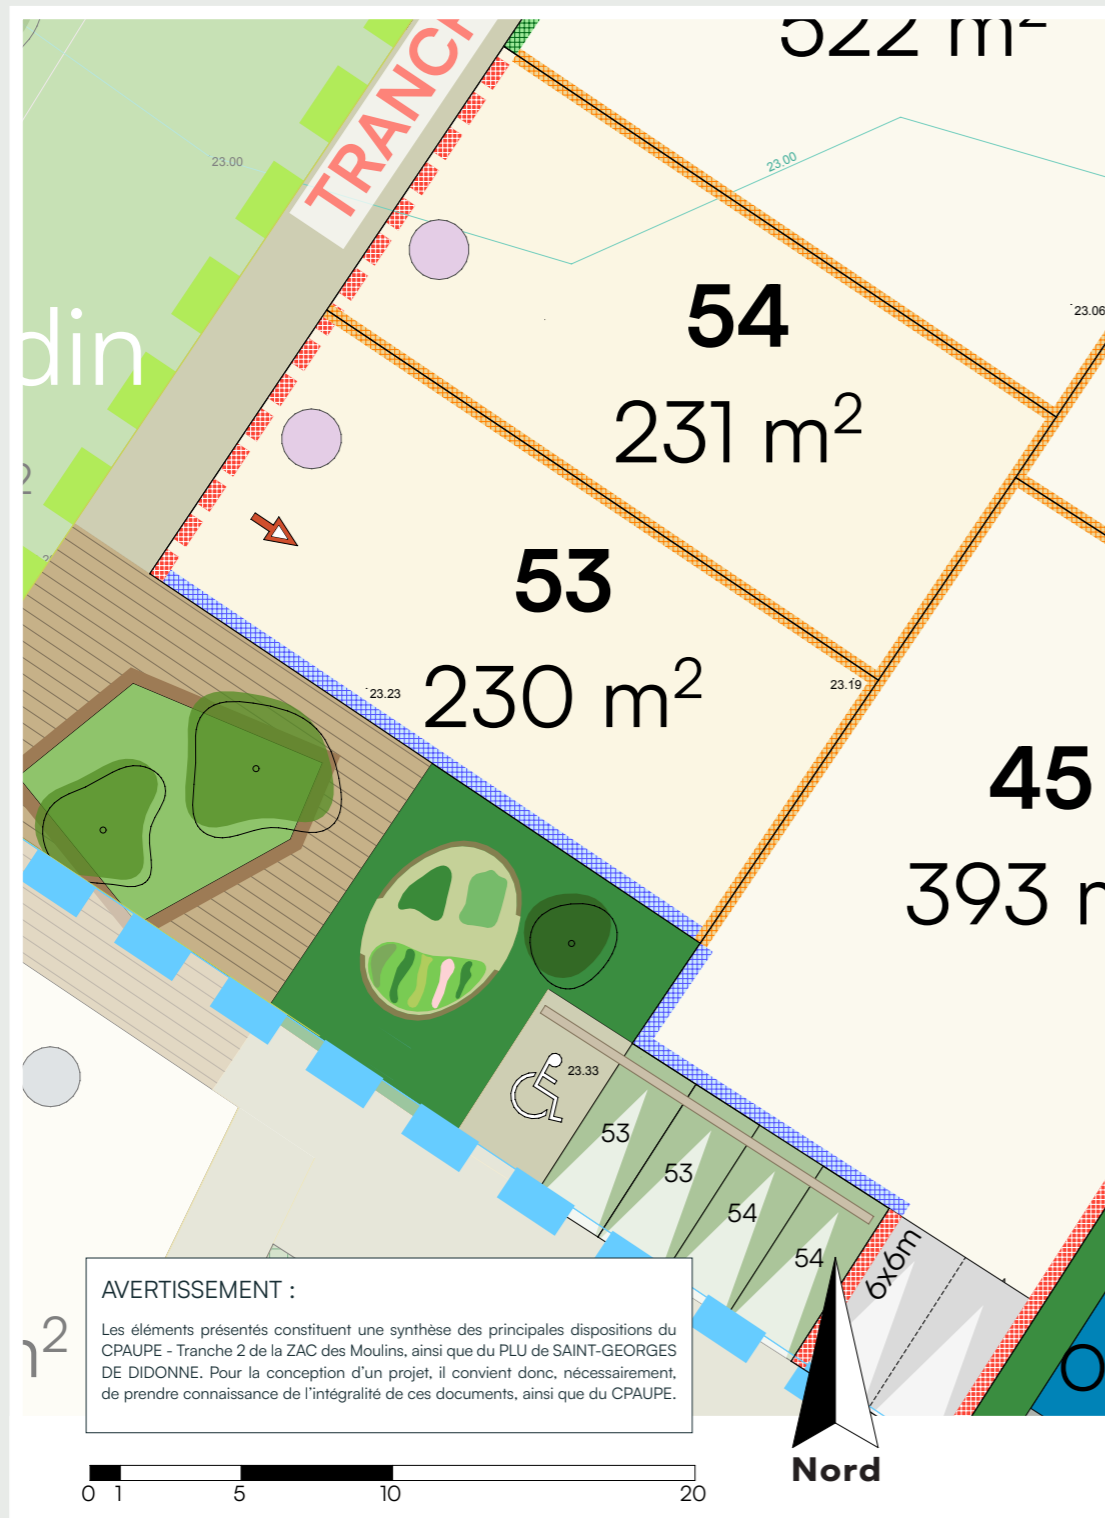 522 m²
TRANCH
23.00
23.00
54
23.06
din
231 m²
53
23.19
23.23
230 m²
45
393 m
23.33
53
53
54
54
6x6m
m²
AVERTISSEMENT :
Les éléments présentés constituent une synthèse des principales dispositions du
CPAUPE - Tranche 2 de la ZAC des Moulins, ainsi que du PLU de SAINT-GEORGES
DE DIDONNE. Pour la conception d'un projet, il convient donc, nécessairement,
de prendre connaissance de l'intégralité de ces documents, ainsi que du CPAUPE.
0 1 5 10 20
Nord